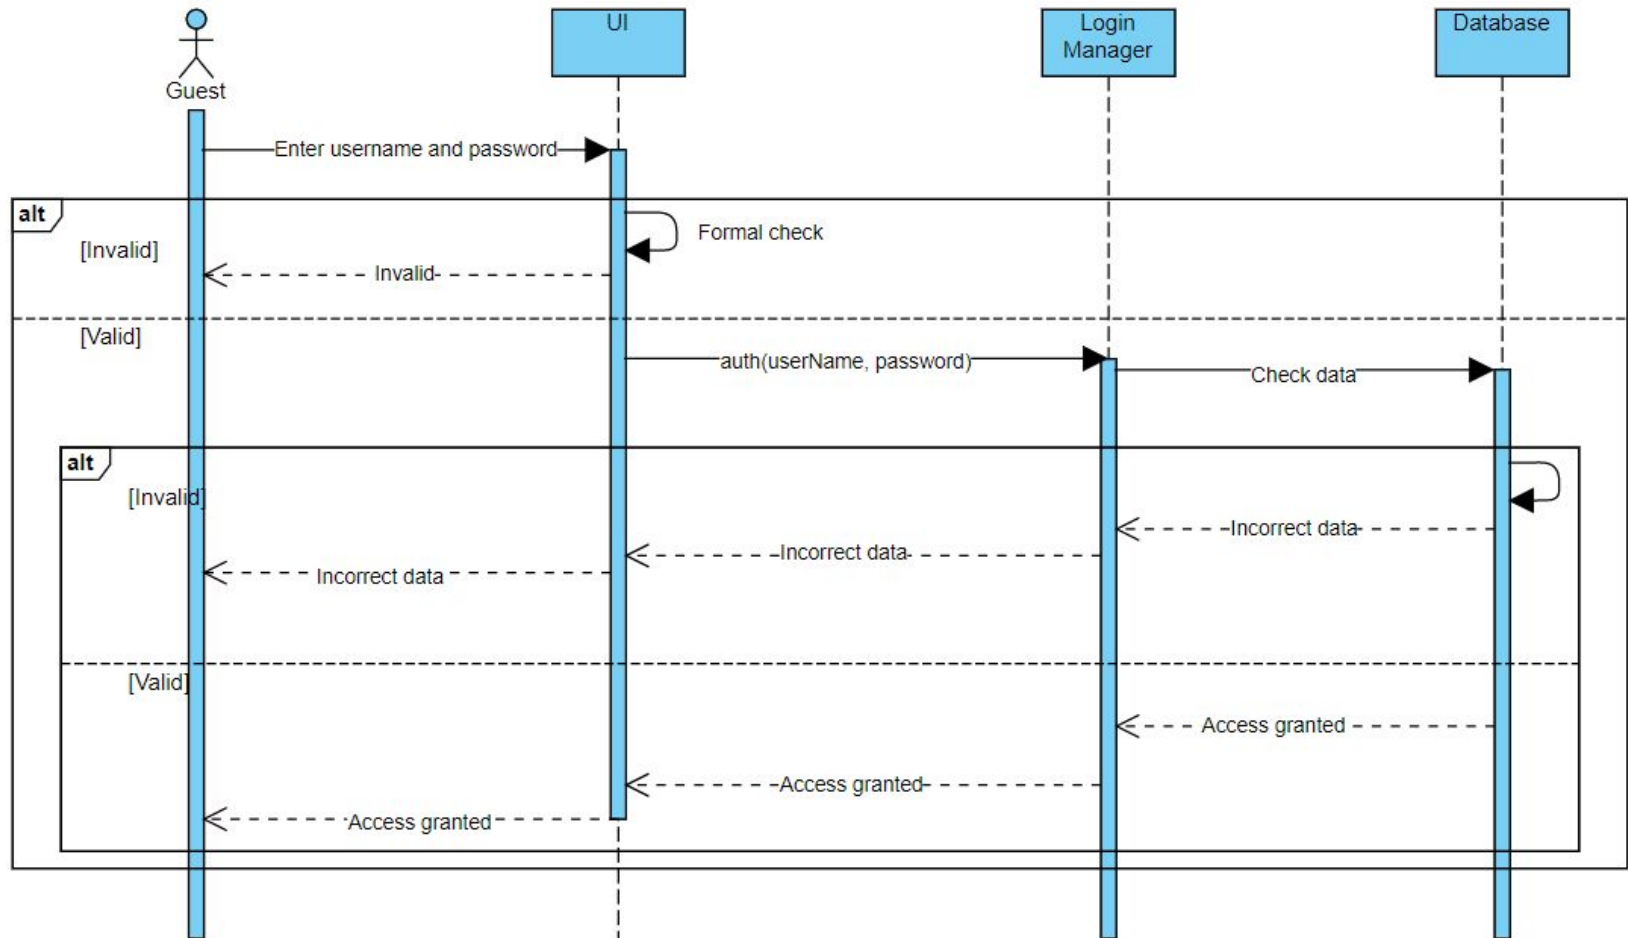 UI
Login
Manager
Database
Guest
Enter username and password
alt
Formal check
[Invalid]
Invalid
[Valid]
auth(userName, password)
Check data
alt
[Invalid]
Incorrect data
Incorrect data
Incorrect data
[Valid]
Access granted
Access granted
Access granted